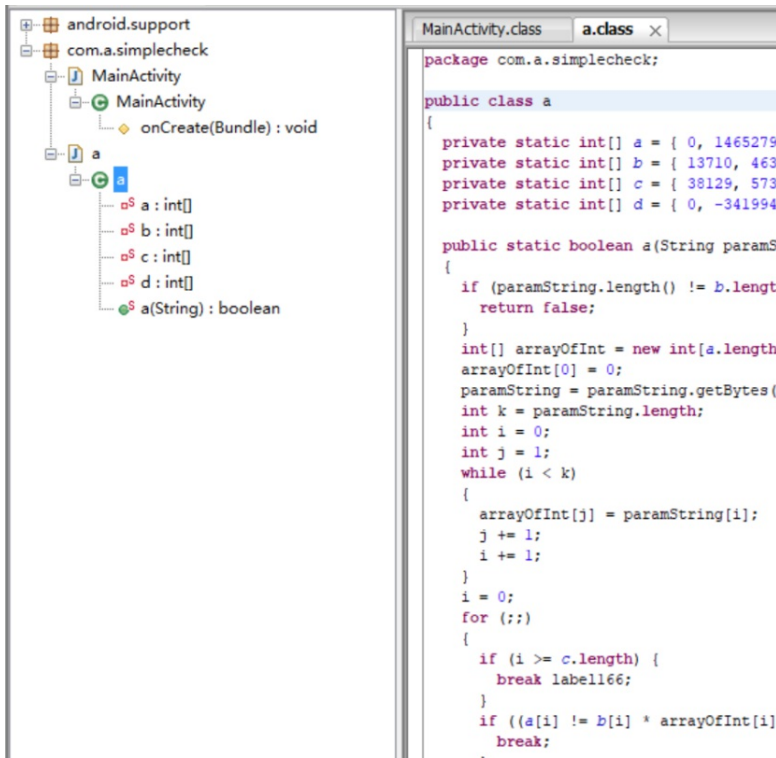 android.support
com.a.simplecheck
MainActivity
MainActivity
onCreate(Bundle) : void
a
a
a : int[]
b : int[]
c : int[]
d : int[]
a(String) : boolean
MainActivity.class
a.class
package com.a.simplecheck;
public class a
{
private static int[] a = { 0, 1465279
private static int[] b = { 13710, 463
private static int[] c = { 38129, 573
private static int[] d = { 0, -341994
public static boolean a(String paramS
{
if (paramString.length() != b.lengt
return false;
}
int[] arrayOfInt = new int[a.length
arrayOfInt[0] = 0;
paramString = paramString.getBytes(
int k = paramString.length;
int i = 0;
int j = 1;
while (i < k)
{
arrayOfInt[j] = paramString[i];
j += 1;
i += 1;
}
i = 0;
for (;;)
{
if (i >= c.length) {
break label166;
}
if ((a[i] != b[i] * arrayOfInt[i]
break;